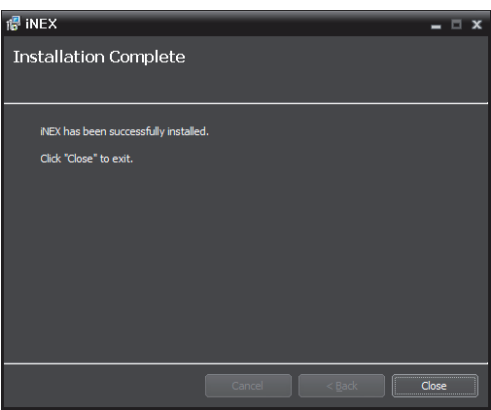 iNEX
Installation Complete
iNEX has been successfully installed.
Click "Close" to exit.
Cancel
< Back
Close